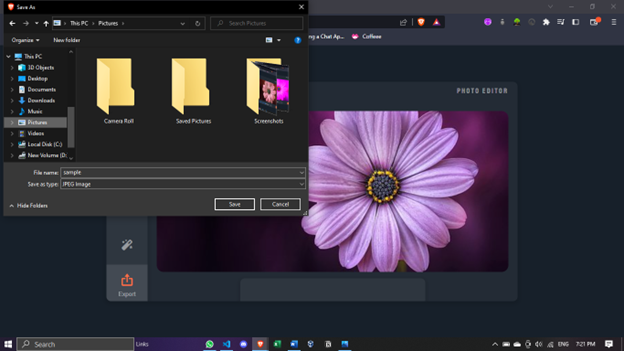 Save As
This PC > Pictures >
Search Pictures
Organize
New folder
This PC
3D Objects
Desktop
Documents
Downloads
Music
Pictures
Videos
Local Disk (C:)
New Volume (D:
Camera Roll
Saved Pictures
Screenshots
File name: sample
Save as type: JPEG Image
Hide Folders
Save
Cancel
ng a Chat Ap...
Coffeee
PHOTO EDITOR
Export
Search
Links
ENG
7:21 PM